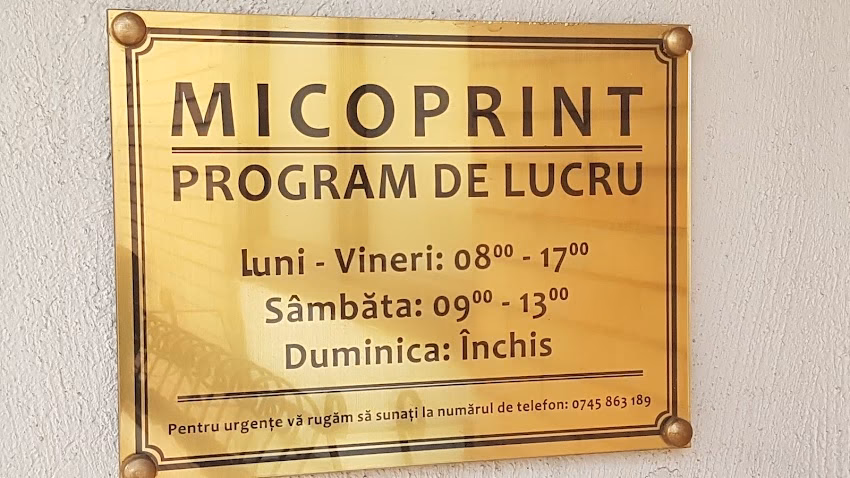 MICOPRINT
PROGRAM DE LUCRU
Luni - Vineri: 08⁰⁰ - 17⁰⁰
Sâmbăta: 09⁰⁰ - 13⁰⁰
Duminica: Închis
Pentru urgențe vă rugăm să sunați la numărul de telefon: 0745 863 189